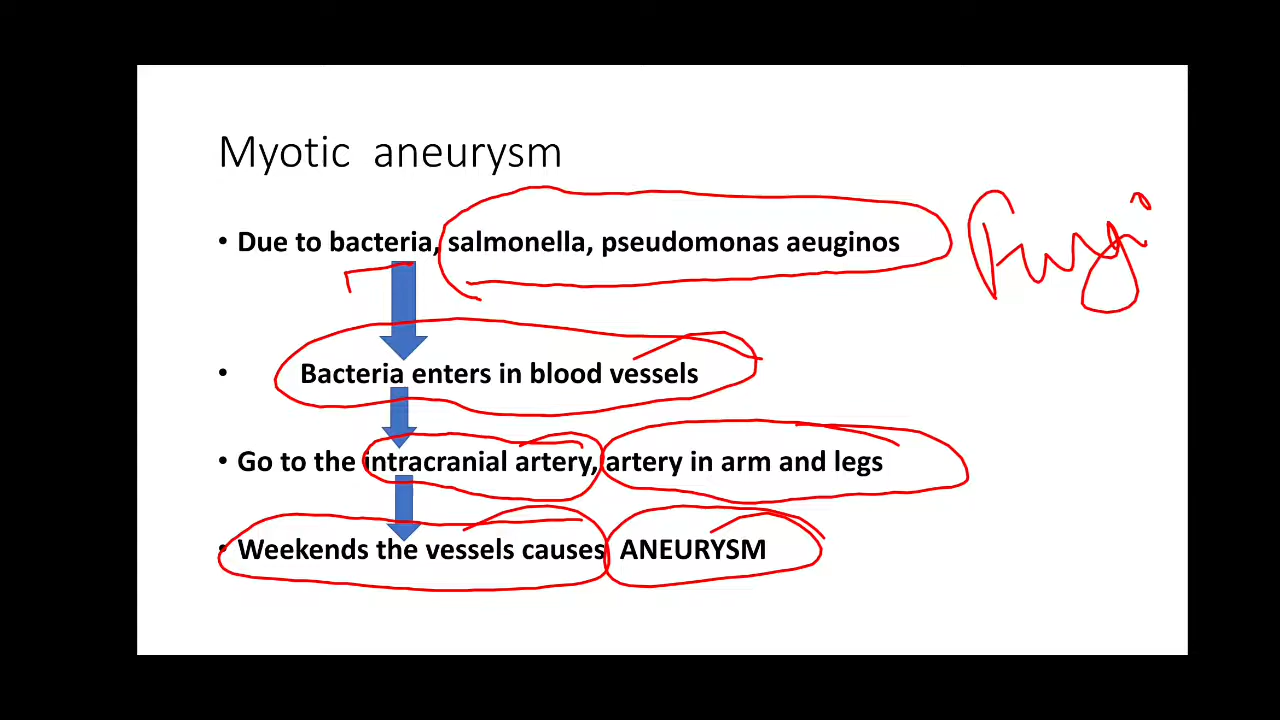 Myotic aneurysm
• Due to bacteria, salmonella, pseudomonas aeuginos
Fungi
• Bacteria enters in blood vessels
• Go to the intracranial artery, artery in arm and legs
• Weekends the vessels causes ANEURYSM